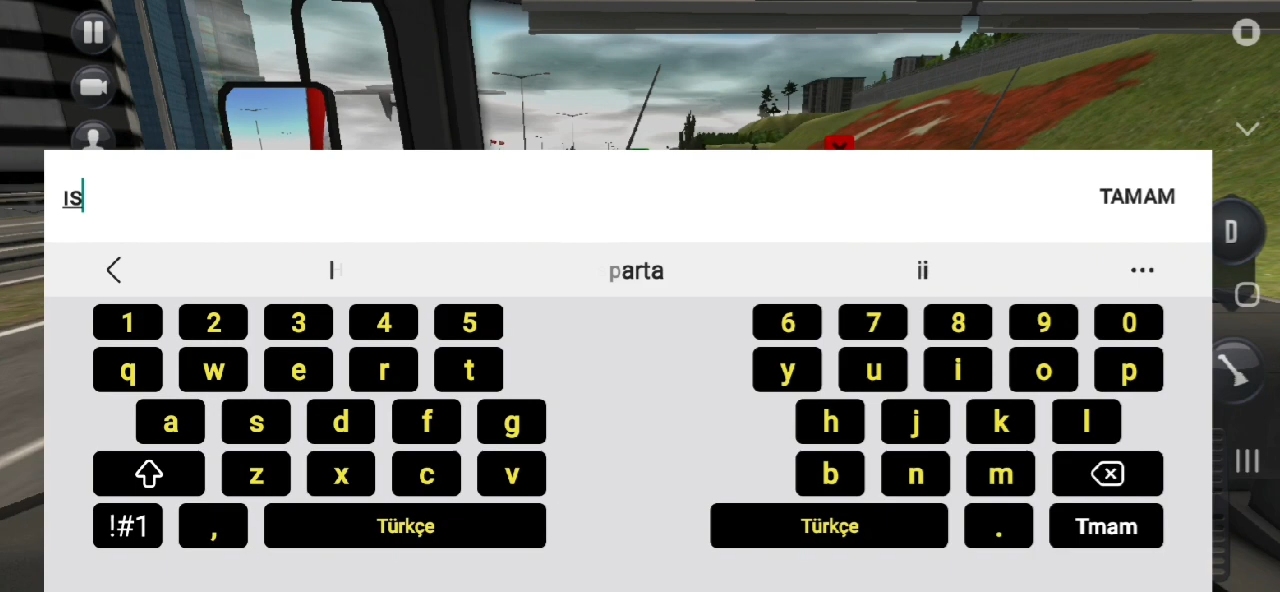 IS
TAMAM
parta
ii
1 2 3 4 5 6 7 8 9 0
q w e r t y u i o p
a s d f g h j k l
z x c v b n m
!#1 , Türkçe Türkçe . Tmam
D